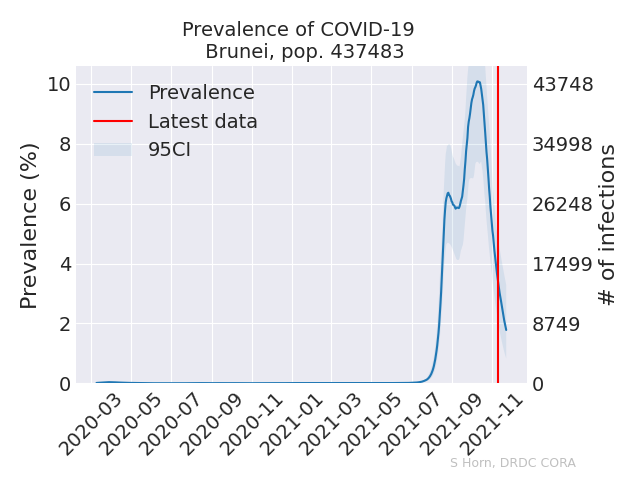 Prevalence of COVID-19
Brunei, pop. 437483
Prevalence
Latest data
95CI
Prevalence (%)
10
8
6
4
2
0
43748
34998
26248
17499
8749
0
# of infections
2020-03
2020-05
2020-07
2020-09
2020-11
2021-01
2021-03
2021-05
2021-07
2021-09
2021-11
S Horn, DRDC CORA